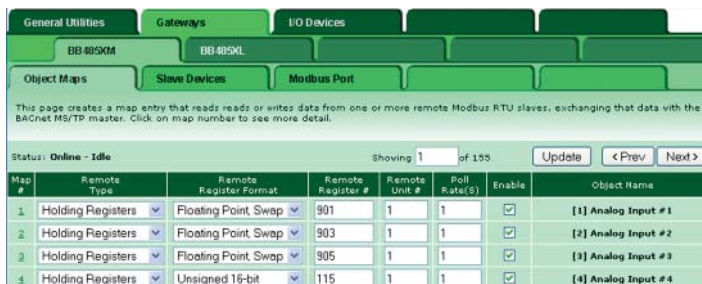 General Utilities Gateways I/O Devices
BB485XM BB485XL
Object Maps Slave Devices Modbus Port
This page creates a map entry that reads reads or writes data from one or more remote Modbus RTU slaves, exchanging that data with the
BACnet MS/TP master. Click on map number to see more detail.
Status: Online - Idle Showing 1 of 155 Update < Prev Next >
Map # Remote Type Remote Register Format Remote Register # Remote Unit # Poll Rate(S) Enable Object Name
1 Holding Registers Floating Point, Swap 901 1 1 [1] Analog Input #1
2 Holding Registers Floating Point, Swap 903 1 1 [2] Analog Input #2
3 Holding Registers Floating Point, Swap 905 1 1 [3] Analog Input #3
4 Holding Registers Unsigned 16-bit 115 1 1 [4] Analog Input #4